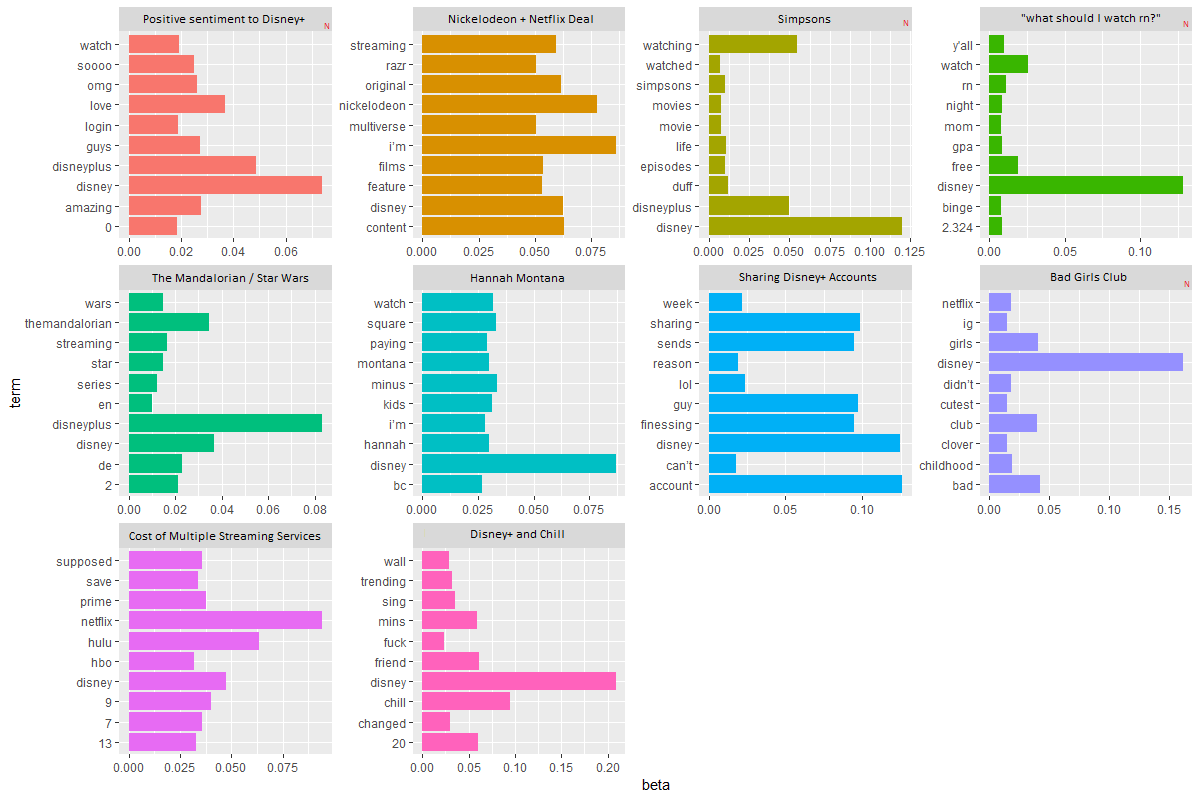 Positive sentiment to Disney+
N
watch
soooo
omg
love
login
guys
disneyplus
disney
amazing
0
0.00 0.02 0.04 0.06
Nickelodeon + Netflix Deal
streaming
razr
original
nickelodeon
multiverse
i'm
films
feature
disney
content
0.000 0.025 0.050 0.075
Simpsons
N
watching
watched
simpsons
movies
movie
life
episodes
duff
disneyplus
disney
0.000 0.025 0.050 0.075 0.100 0.125
"what should I watch rn?"
N
y'all
watch
rn
night
mom
gpa
free
disney
binge
2.324
0.00 0.05 0.10
The Mandalorian / Star Wars
wars
themandalorian
streaming
star
series
en
disneyplus
disney
de
2
0.00 0.02 0.04 0.06 0.08
Hannah Montana
watch
square
paying
montana
minus
kids
i'm
hannah
disney
bc
0.000 0.025 0.050 0.075
Sharing Disney+ Accounts
week
sharing
sends
reason
lol
guy
finessing
disney
can't
account
0.00 0.05 0.10
Bad Girls Club
N
netflix
ig
girls
disney
didn't
cutest
club
clover
childhood
bad
0.00 0.05 0.10 0.15
Cost of Multiple Streaming Services
supposed
save
prime
netflix
hulu
hbo
disney
9
7
13
0.000 0.025 0.050 0.075
Disney+ and Chill
wall
trending
sing
mins
fuck
friend
disney
chill
changed
20
0.00 0.05 0.10 0.15 0.20
term
beta